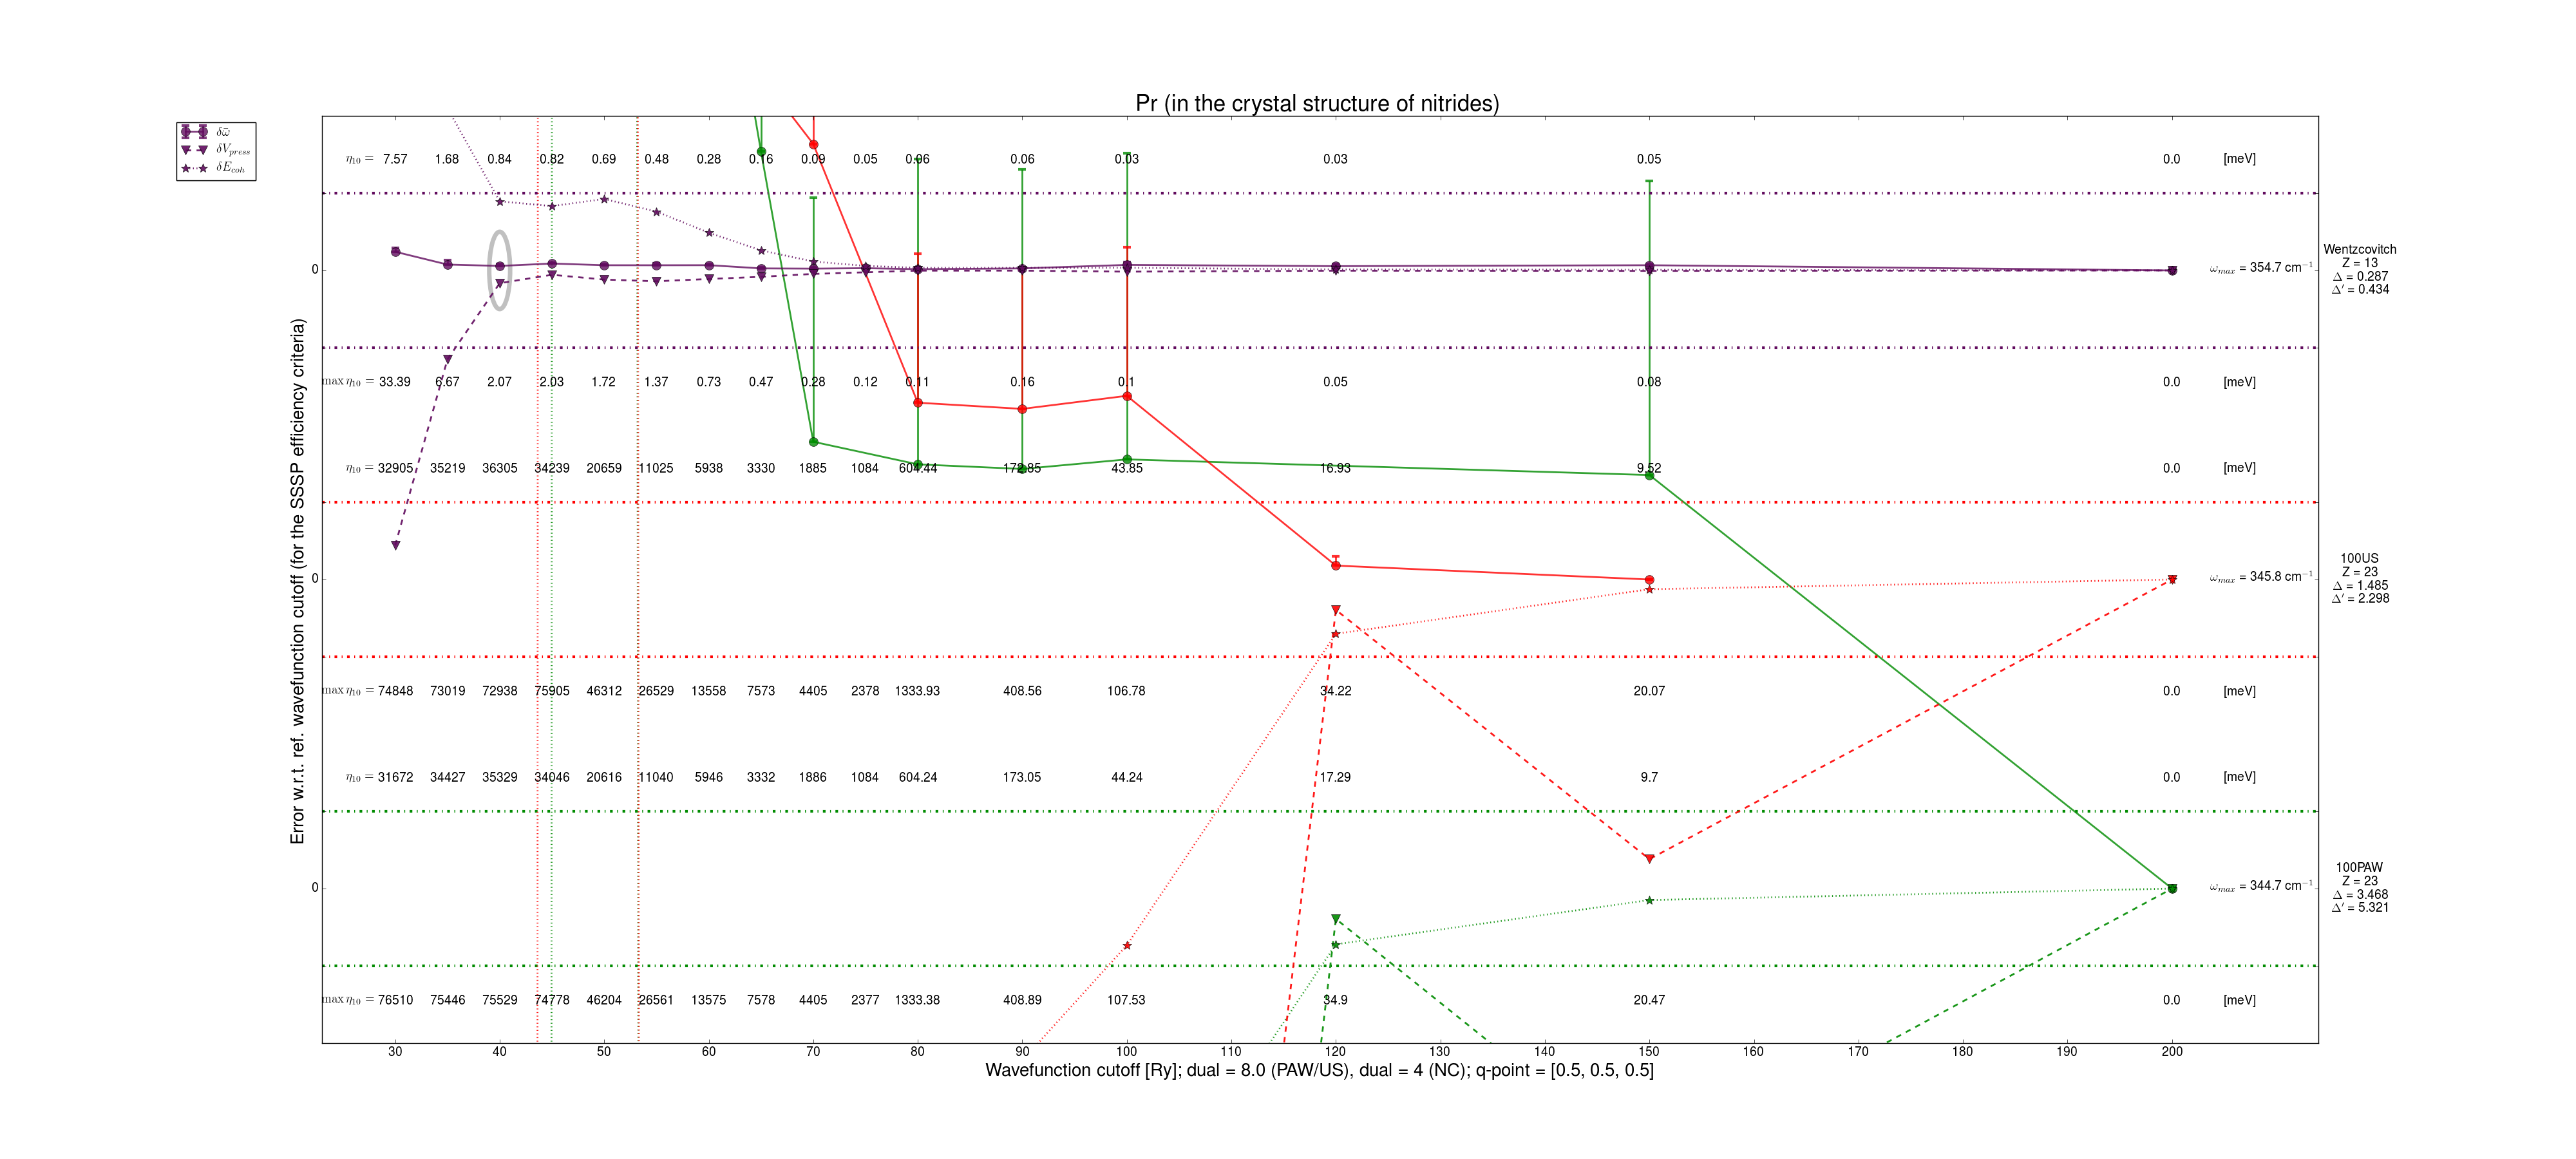 Pr (in the crystal structure of nitrides)
δω̄
δV_press
δE_coh
η₁₀ = 7.57 1.68 0.84 0.82 0.69 0.48 0.28 0.16 0.09 0.05 0.06 0.06 0.03 0.03 0.05 0.0 [meV]
0
ω_max = 354.7 cm⁻¹
Wentzcovitch
Z = 13
Δ = 0.287
Δ' = 0.434
max η₁₀ = 33.39 6.67 2.07 2.03 1.72 1.37 0.73 0.47 0.28 0.12 0.11 0.16 0.1 0.05 0.08 0.0 [meV]
η₁₀ = 32905 35219 36305 34239 20659 11025 5938 3330 1885 1084 604.44 172.85 43.85 16.93 9.52 0.0 [meV]
0
ω_max = 345.8 cm⁻¹
100US
Z = 23
Δ = 1.485
Δ' = 2.298
max η₁₀ = 74848 73019 72938 75905 46312 26529 13558 7573 4405 2378 1333.93 408.56 106.78 34.22 20.07 0.0 [meV]
η₁₀ = 31672 34427 35329 34046 20616 11040 5946 3332 1886 1084 604.24 173.05 44.24 17.29 9.7 0.0 [meV]
0
ω_max = 344.7 cm⁻¹
100PAW
Z = 23
Δ = 3.468
Δ' = 5.321
max η₁₀ = 76510 75446 75529 74778 46204 26561 13575 7578 4405 2377 1333.38 408.89 107.53 34.9 20.47 0.0 [meV]
30 40 50 60 70 80 90 100 110 120 130 140 150 160 170 180 190 200
Wavefunction cutoff [Ry]; dual = 8.0 (PAW/US), dual = 4 (NC); q-point = [0.5, 0.5, 0.5]
Error w.r.t. ref. wavefunction cutoff (for the SSSP efficiency criteria)